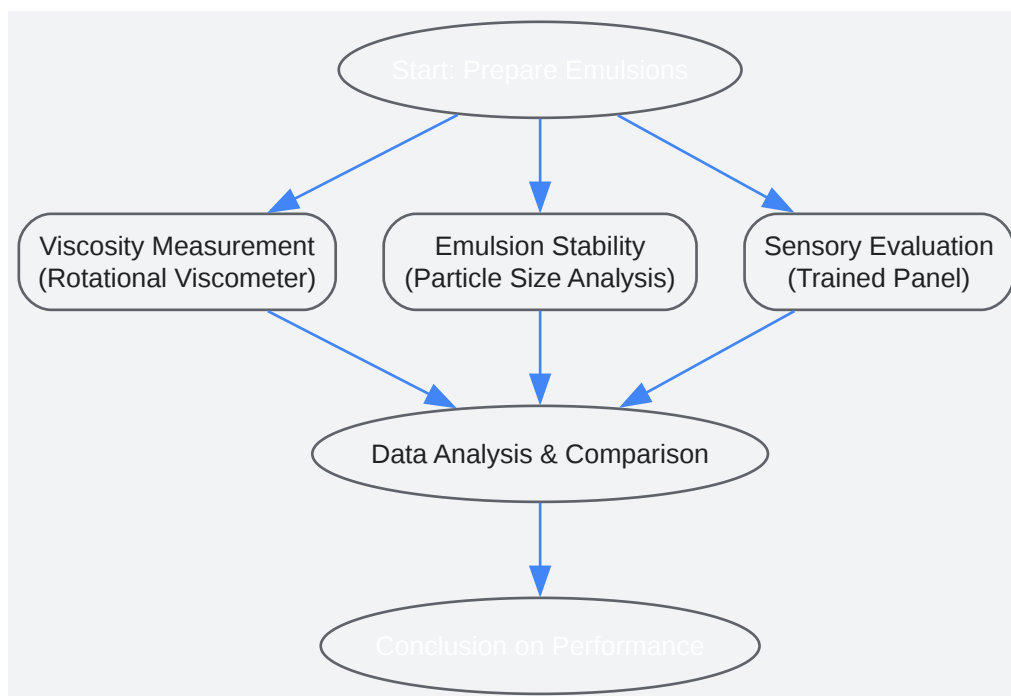 Start: Prepare Emulsions
Viscosity Measurement
(Rotational Viscometer)
Emulsion Stability
(Particle Size Analysis)
Sensory Evaluation
(Trained Panel)
Data Analysis & Comparison
Conclusion on Performance